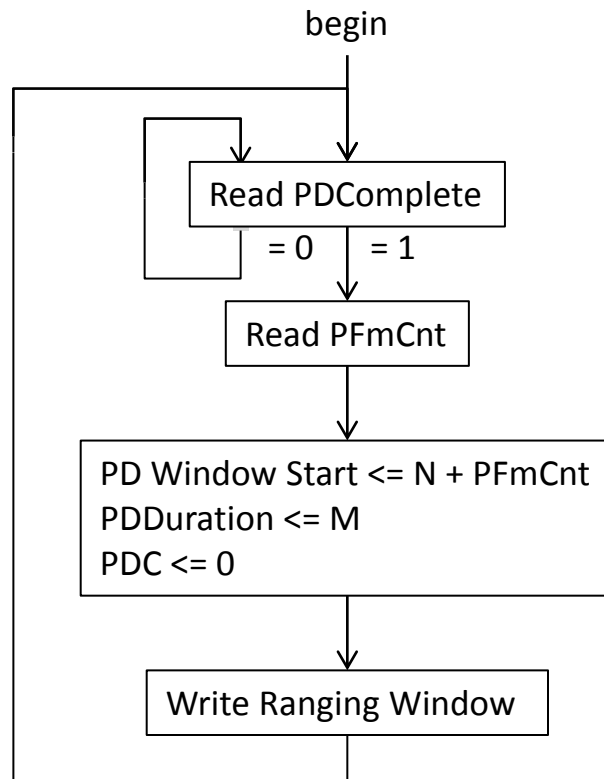 begin
Read PDComplete
= 0
= 1
Read PFmCnt
PD Window Start <= N + PFmCnt
PDDuration <= M
PDC <= 0
Write Ranging Window